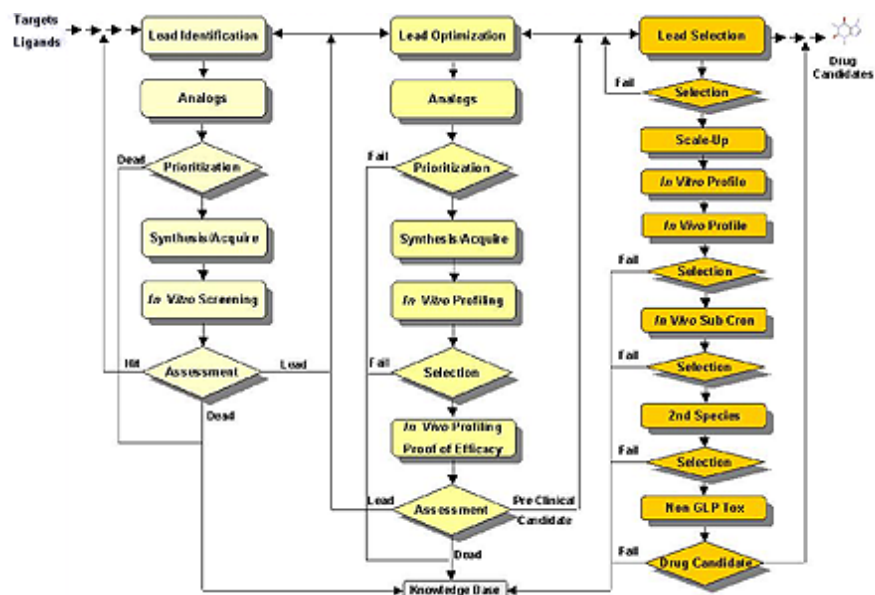 Targets
Ligands
Lead Identification
Analogs
Dead
Prioritization
Synthesis/Acquire
In Vitro Screening
Hit
Assessment
Lead
Dead
Lead Optimization
Analogs
Fail
Prioritization
Synthesis/Acquire
In Vitro Profiling
Fail
Selection
In Vivo Profiling
Proof of Efficacy
Lead
Assessment
Pre Clinical
Candidate
Dead
Knowledge Base
Lead Selection
Drug
Candidates
Fail
Selection
Scale-Up
In Vitro Profile
In Vivo Profile
Fail
Selection
In Vivo Sub Cron
Fail
Selection
2nd Species
Fail
Selection
Non GLP Tox
Fail
Drug Candidate